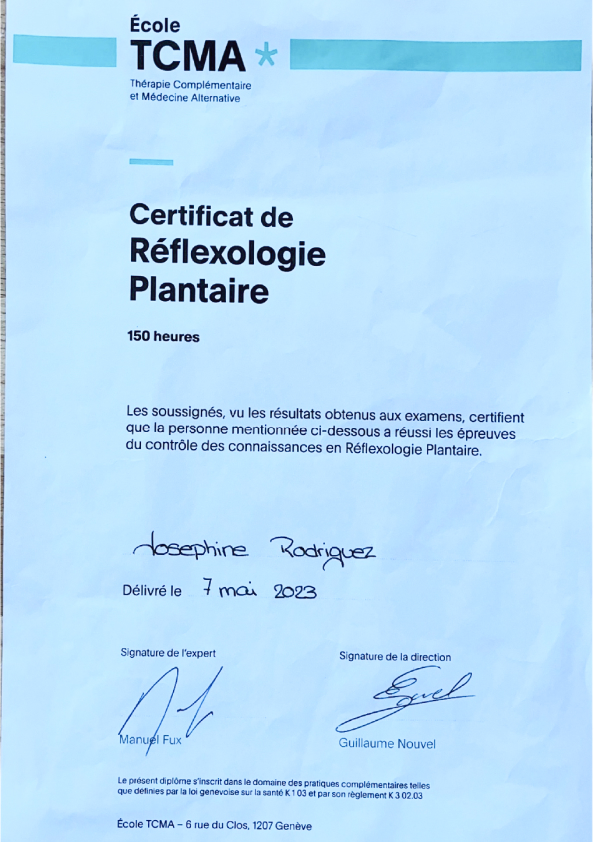 École
TCMA*
Thérapie Complémentaire
et Médecine Alternative
Certificat de
Réflexologie
Plantaire
150 heures
Les soussignés, vu les résultats obtenus aux examens, certifient
que la personne mentionnée ci-dessous a réussi les épreuves
du contrôle des connaissances en Réflexologie Plantaire.
Josephine Rodriguez
Délivré le 7 mai 2023
Signature de l'expert
Signature de la direction
Manuel Fux
Guillaume Nouvel
Le présent diplôme s'inscrit dans le domaine des pratiques complémentaires telles
que définies par la loi genevoise sur la santé K 1 03 et par son règlement K 3 02.03
École TCMA – 6 rue du Clos, 1207 Genève